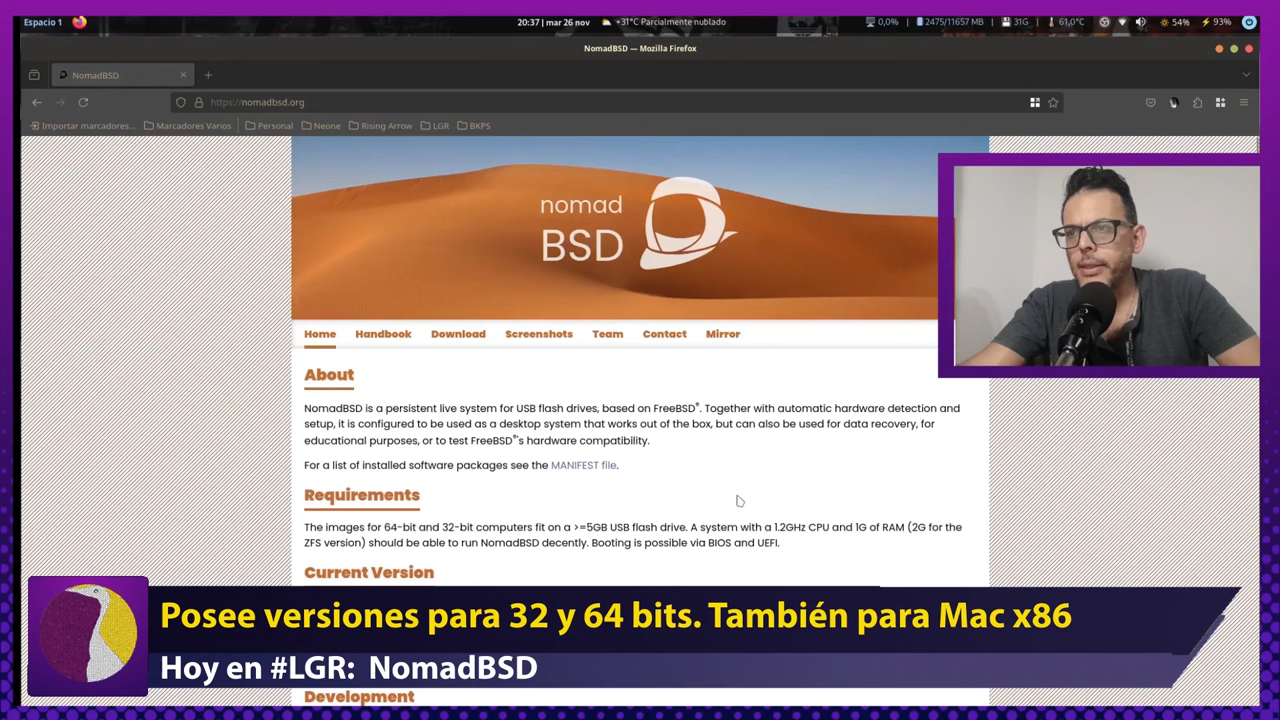 Espacio 1
20:37 | mar 26 nov
+31°C Parcialmente nublado
0,0%
2475/11657 MB
31G
61,0°C
54%
93%
NomadBSD — Mozilla Firefox
NomadBSD
https://nomadbsd.org
Importar marcadores...
Marcadores Varios
Personal
Neone
Rising Arrow
LGR
BKPS
nomad
BSD
Home
Handbook
Download
Screenshots
Team
Contact
Mirror
About
NomadBSD is a persistent live system for USB flash drives, based on FreeBSD®. Together with automatic hardware detection and
setup, it is configured to be used as a desktop system that works out of the box, but can also be used for data recovery, for
educational purposes, or to test FreeBSD®'s hardware compatibility.
For a list of installed software packages see the MANIFEST file.
Requirements
The images for 64-bit and 32-bit computers fit on a >=5GB USB flash drive. A system with a 1.2GHz CPU and 1G of RAM (2G for the
ZFS version) should be able to run NomadBSD decently. Booting is possible via BIOS and UEFI.
Current Version
Posee versiones para 32 y 64 bits. También para Mac x86
Hoy en #LGR: NomadBSD
Development